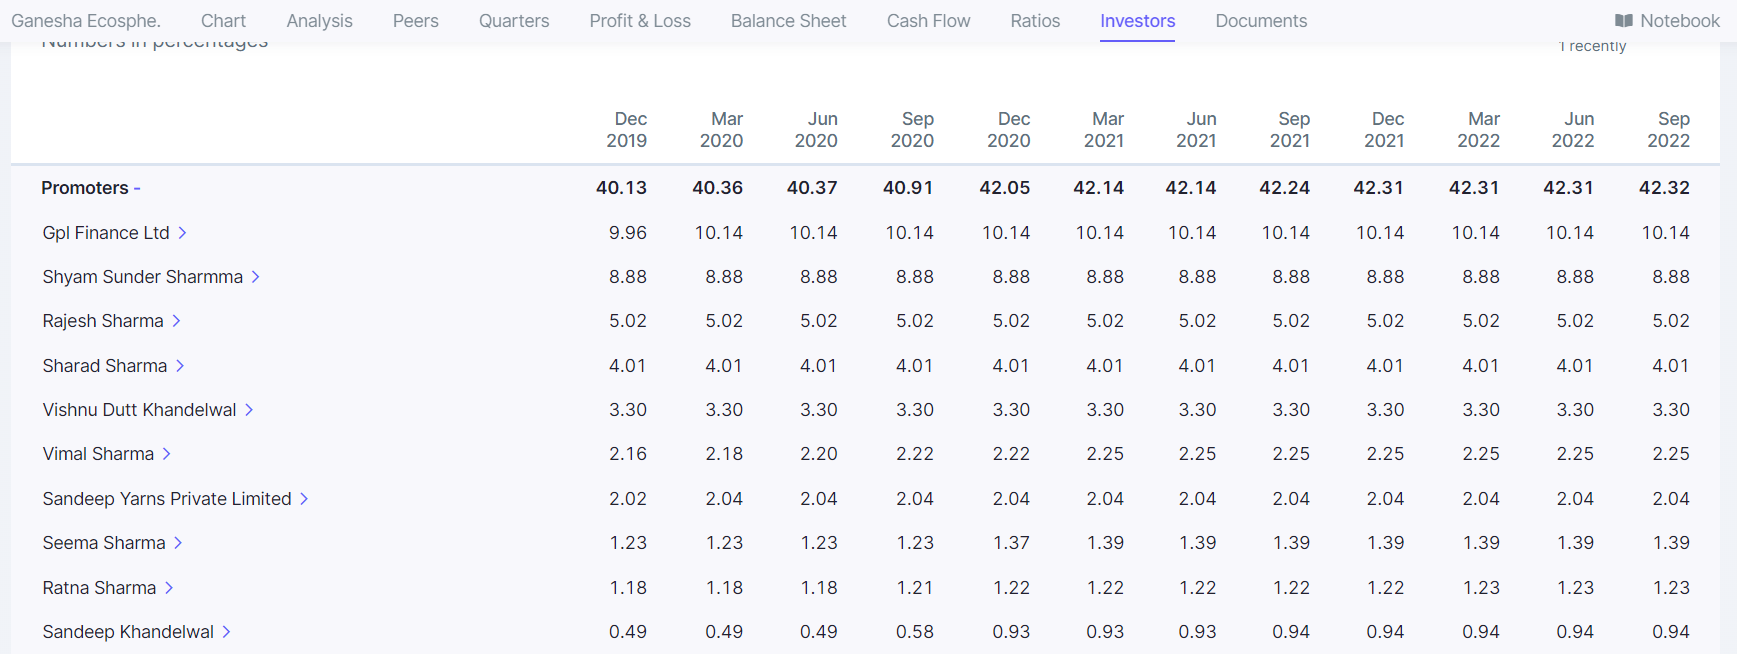 Ganesha Ecosphe. Chart Analysis Peers Quarters Profit & Loss Balance Sheet Cash Flow Ratios Investors Documents Notebook
Numbers in percentages 1 recently
Dec 2019 Mar 2020 Jun 2020 Sep 2020 Dec 2020 Mar 2021 Jun 2021 Sep 2021 Dec 2021 Mar 2022 Jun 2022 Sep 2022
Promoters - 40.13 40.36 40.37 40.91 42.05 42.14 42.14 42.24 42.31 42.31 42.31 42.32
Gpl Finance Ltd 9.96 10.14 10.14 10.14 10.14 10.14 10.14 10.14 10.14 10.14 10.14 10.14
Shyam Sunder Sharmma 8.88 8.88 8.88 8.88 8.88 8.88 8.88 8.88 8.88 8.88 8.88 8.88
Rajesh Sharma 5.02 5.02 5.02 5.02 5.02 5.02 5.02 5.02 5.02 5.02 5.02 5.02
Sharad Sharma 4.01 4.01 4.01 4.01 4.01 4.01 4.01 4.01 4.01 4.01 4.01 4.01
Vishnu Dutt Khandelwal 3.30 3.30 3.30 3.30 3.30 3.30 3.30 3.30 3.30 3.30 3.30 3.30
Vimal Sharma 2.16 2.18 2.20 2.22 2.22 2.25 2.25 2.25 2.25 2.25 2.25 2.25
Sandeep Yarns Private Limited 2.02 2.04 2.04 2.04 2.04 2.04 2.04 2.04 2.04 2.04 2.04 2.04
Seema Sharma 1.23 1.23 1.23 1.23 1.37 1.39 1.39 1.39 1.39 1.39 1.39 1.39
Ratna Sharma 1.18 1.18 1.18 1.21 1.22 1.22 1.22 1.22 1.22 1.23 1.23 1.23
Sandeep Khandelwal 0.49 0.49 0.49 0.58 0.93 0.93 0.93 0.94 0.94 0.94 0.94 0.94